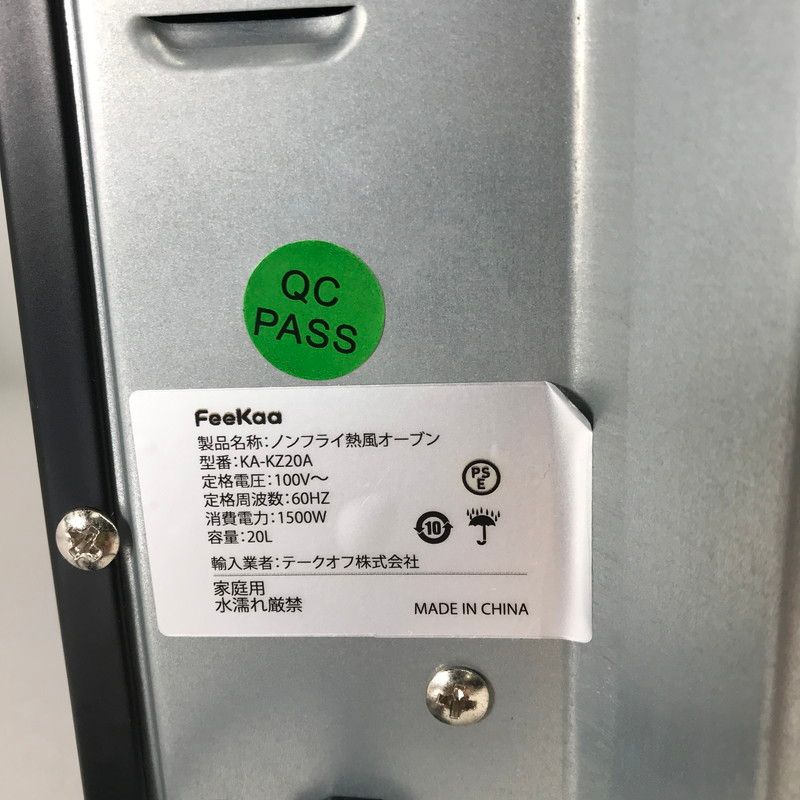 QC
PASS
FeeKaa
製品名称:ノンフライ熱風オーブン
型番:KA-KZ20A
定格電圧:100V～
定格周波数:60HZ
消費電力:1500W
容量:20L
PS
E
10
輸入業者:テークオフ株式会社
家庭用
水濡れ厳禁
MADE IN CHINA